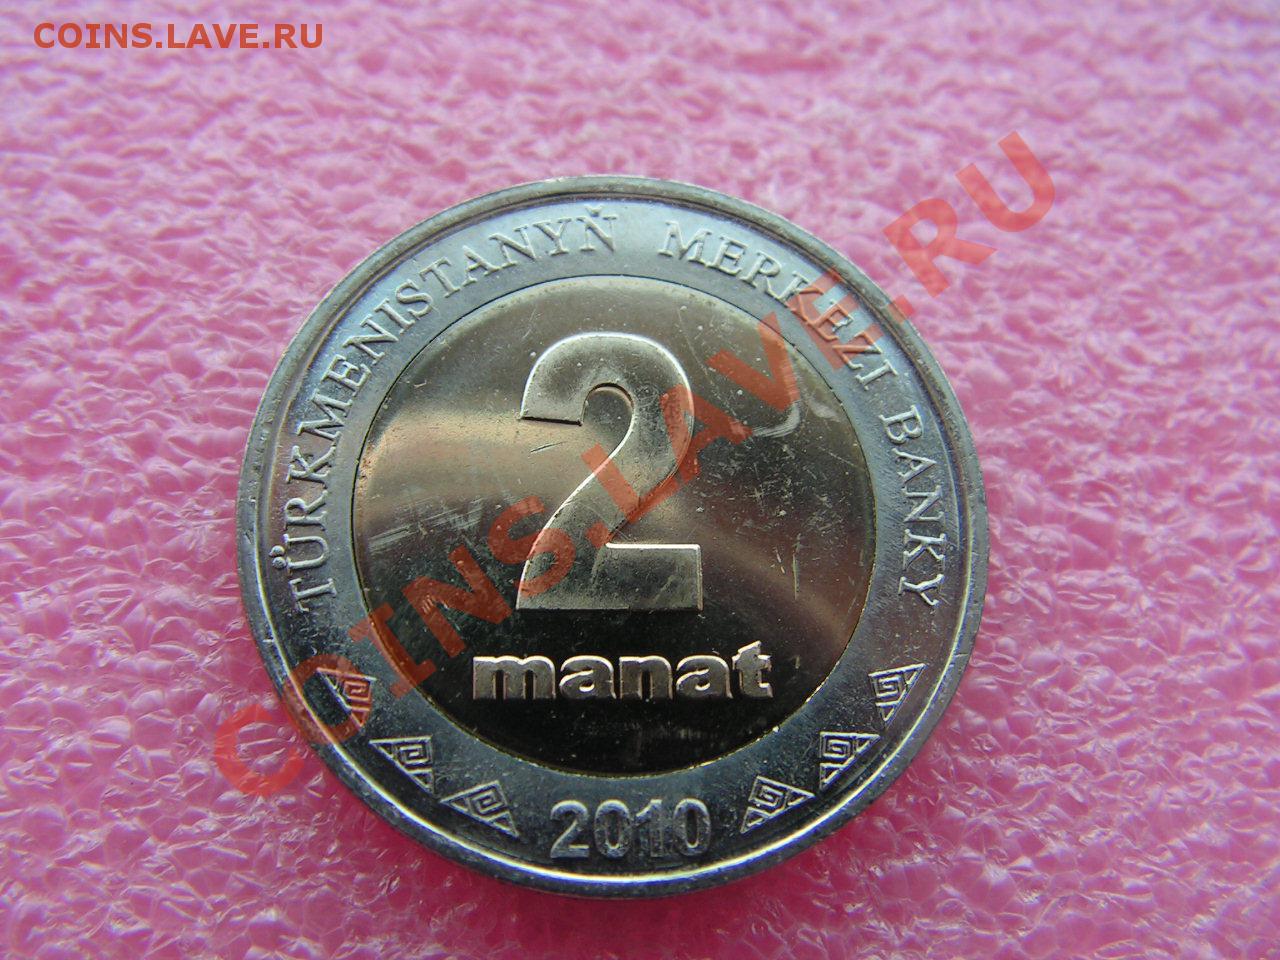 COINS.LAVE.RU
TÜRKMENISTANYŇ MERKEZI BANKY
2
manat
2010
COINS.LAVE.RU